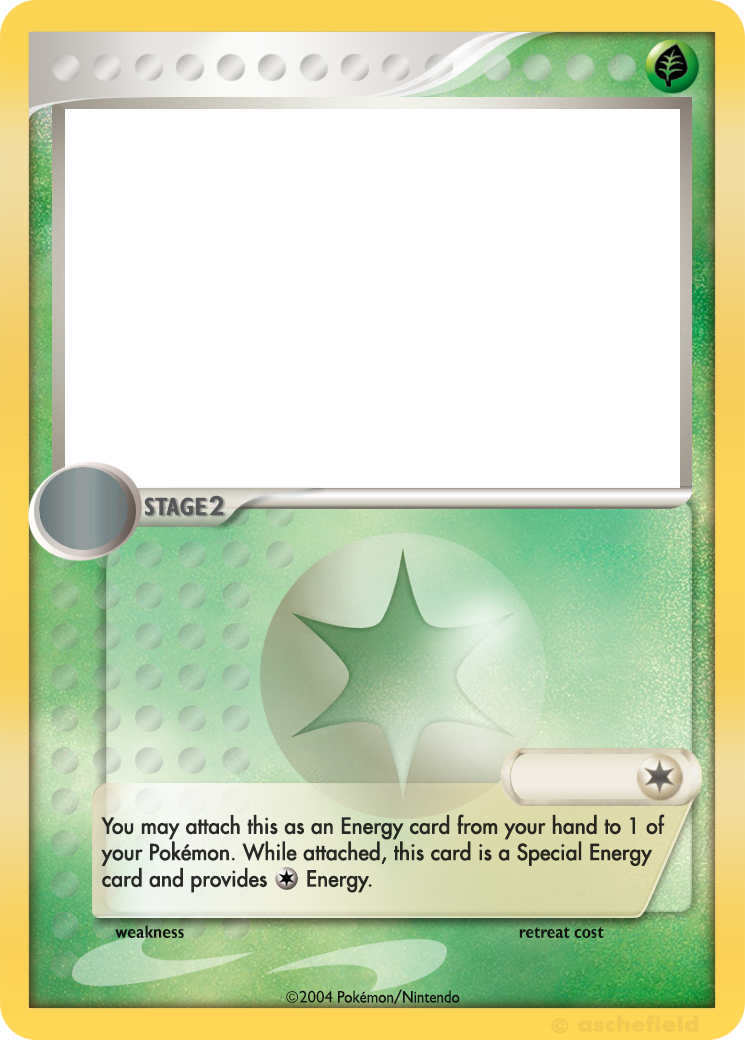 STAGE2
You may attach this as an Energy card from your hand to 1 of
your Pokémon. While attached, this card is a Special Energy
card and provides Energy.
weakness
retreat cost
©2004 Pokémon/Nintendo
© aschefield